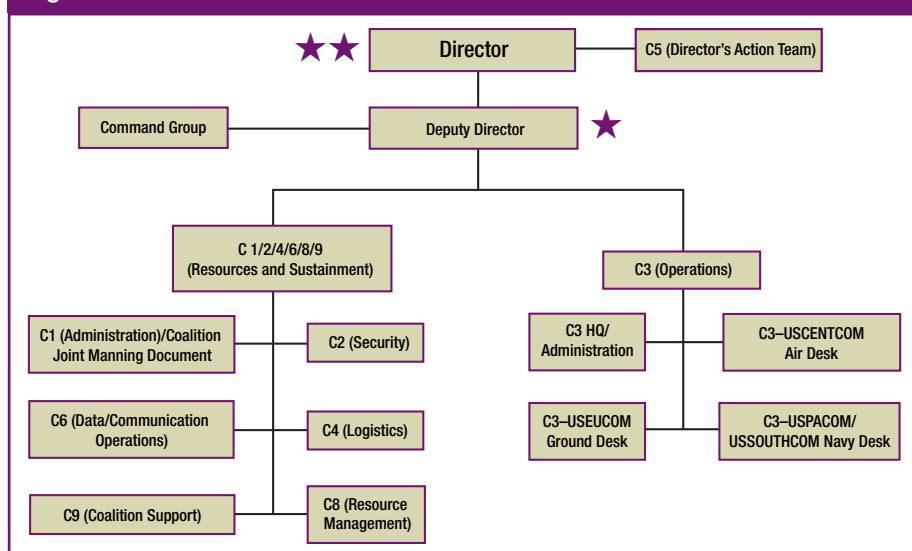 Director
C5 (Director's Action Team)
Command Group
Deputy Director
C 1/2/4/6/8/9
(Resources and Sustainment)
C3 (Operations)
C1 (Administration)/Coalition
Joint Manning Document
C2 (Security)
C3 HQ/
Administration
C3–USCENTCOM
Air Desk
C6 (Data/Communication
Operations)
C4 (Logistics)
C3–USEUCOM
Ground Desk
C3–USPACOM/
USSOUTHCOM Navy Desk
C9 (Coalition Support)
C8 (Resource
Management)